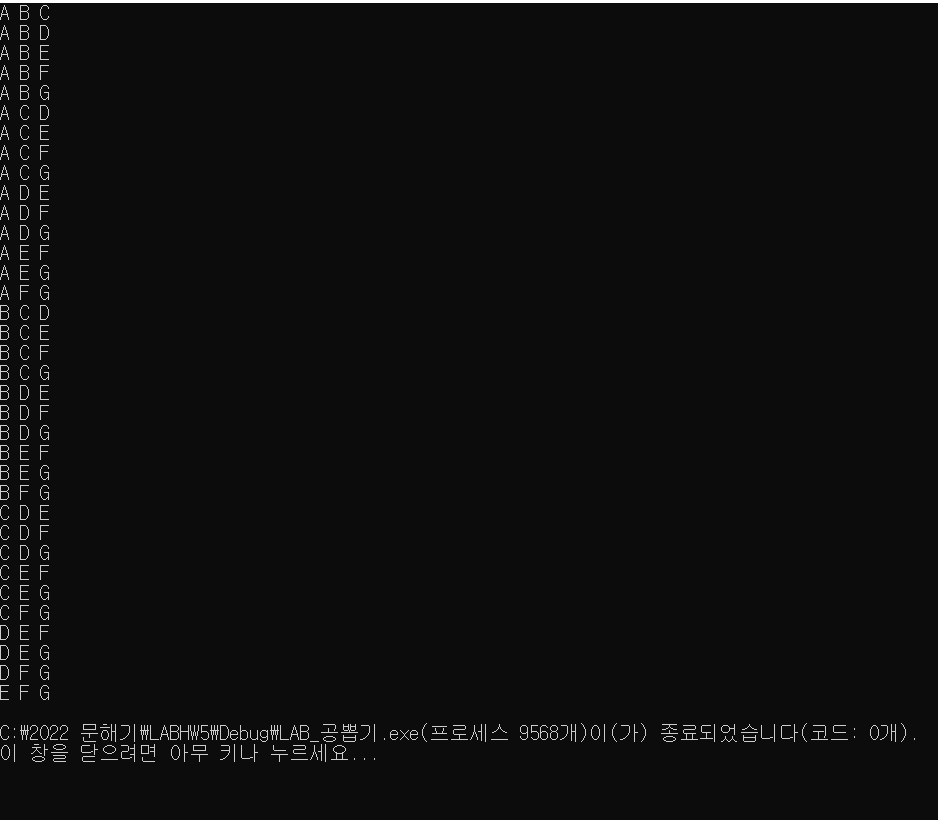 A B C
A B D
A B E
A B F
A B G
A C D
A C E
A C F
A C G
A D E
A D F
A D G
A E F
A E G
A F G
B C D
B C E
B C F
B C G
B D E
B D F
B D G
B E F
B E G
B F G
C D E
C D F
C D G
C E F
C E G
C F G
D E F
D E G
D F G
E F G
C:₩2022 문해기₩LABHW5₩Debug₩LAB_공뽑기.exe(프로세스 9568개)이(가) 종료되었습니다(코드: 0개).
이 창을 닫으려면 아무 키나 누르세요...